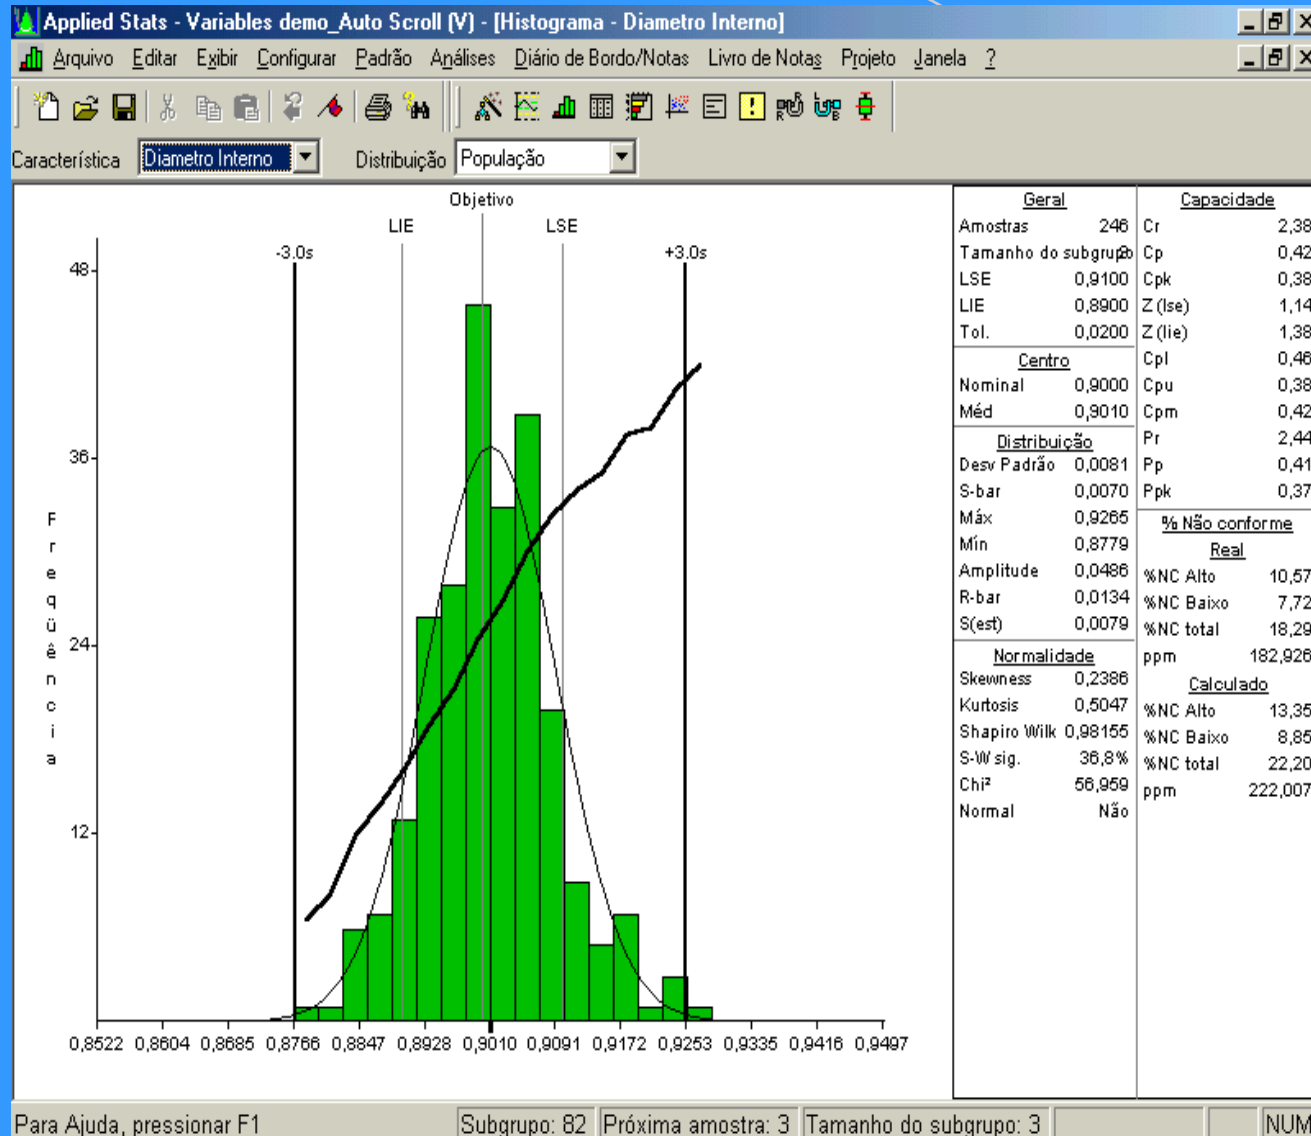 Applied Stats - Variables demo_Auto Scroll (V) - [Histograma - Diametro Interno]
Arquivo Editar Exibir Configurar Padrão Análises Diário de Bordo/Notas Livro de Notas Projeto Janela ?
Característica Diametro Interno Distribuição População
Objetivo
LIE LSE
-3.0s +3.0s
48
36
24
12
Freqüência
0,8522 0,8604 0,8685 0,8766 0,8847 0,8928 0,9010 0,9091 0,9172 0,9253 0,9335 0,9416 0,9497
Geral
Amostras 246
Tamanho do subgrupo
LSE 0,9100
LIE 0,8900
Tol. 0,0200
Centro
Nominal 0,9000
Méd 0,9010
Distribuição
Desv Padrão 0,0081
S-bar 0,0070
Máx 0,9265
Mín 0,8779
Amplitude 0,0486
R-bar 0,0134
S(est) 0,0079
Normalidade
Skewness 0,2386
Kurtosis 0,5047
Shapiro Wilk 0,98155
S-W sig. 36,8%
Chi² 56,959
Normal Não
Capacidade
Cr 2,38
Cp 0,42
Cpk 0,38
Z (lse) 1,14
Z (lie) 1,38
Cpl 0,46
Cpu 0,38
Cpm 0,42
Pr 2,44
Pp 0,41
Ppk 0,37
% Não conforme
Real
%NC Alto 10,57
%NC Baixo 7,72
%NC total 18,29
ppm 182,926
Calculado
%NC Alto 13,35
%NC Baixo 8,85
%NC total 22,20
ppm 222,007
Para Ajuda, pressionar F1 Subgrupo: 82 Próxima amostra: 3 Tamanho do subgrupo: 3 NUM